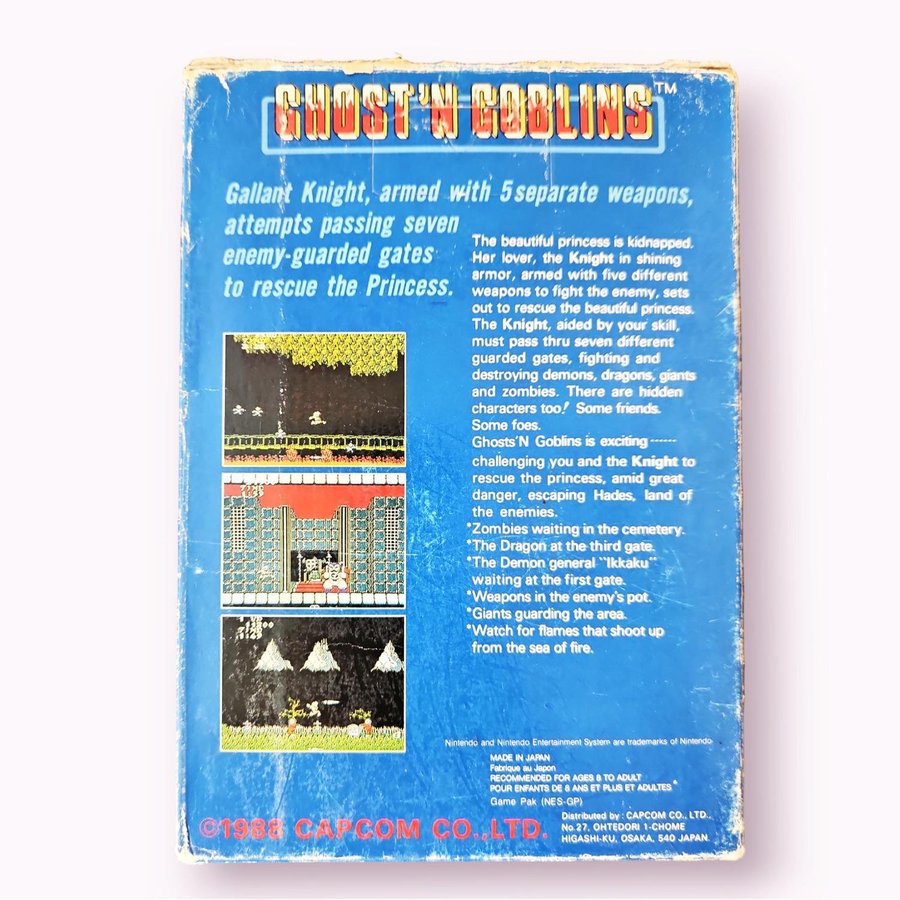 GHOST'N GOBLINS™
Gallant Knight, armed with 5 separate weapons,
attempts passing seven
enemy-guarded gates
to rescue the Princess.
The beautiful princess is kidnapped.
Her lover, the Knight in shining
armor, armed with five different
weapons to fight the enemy, sets
out to rescue the beautiful princess.
The Knight, aided by your skill,
must pass thru seven different
guarded gates, fighting and
destroying demons, dragons, giants
and zombies. There are hidden
characters too! Some friends.
Some foes.
Ghosts'N Goblins is exciting------
challenging you and the Knight to
rescue the princess, amid great
danger, escaping Hades, land of
the enemies.
*Zombies waiting in the cemetery.
*The Dragon at the third gate.
*The Demon general "Ikkaku"
waiting at the first gate.
*Weapons in the enemy's pot.
*Giants guarding the area.
*Watch for flames that shoot up
from the sea of fire.
Nintendo and Nintendo Entertainment System are trademarks of Nintendo
MADE IN JAPAN
Fabrique au Japon
RECOMMENDED FOR AGES 8 TO ADULT
POUR ENFANTS DE 8 ANS ET PLUS ET ADULTES*
Game Pak (NES-GP)
©1988 CAPCOM CO.,LTD.
Distributed by : CAPCOM CO., LTD.,
No.27, OHTEDORI 1-CHOME
HIGASHI-KU, OSAKA, 540 JAPAN.